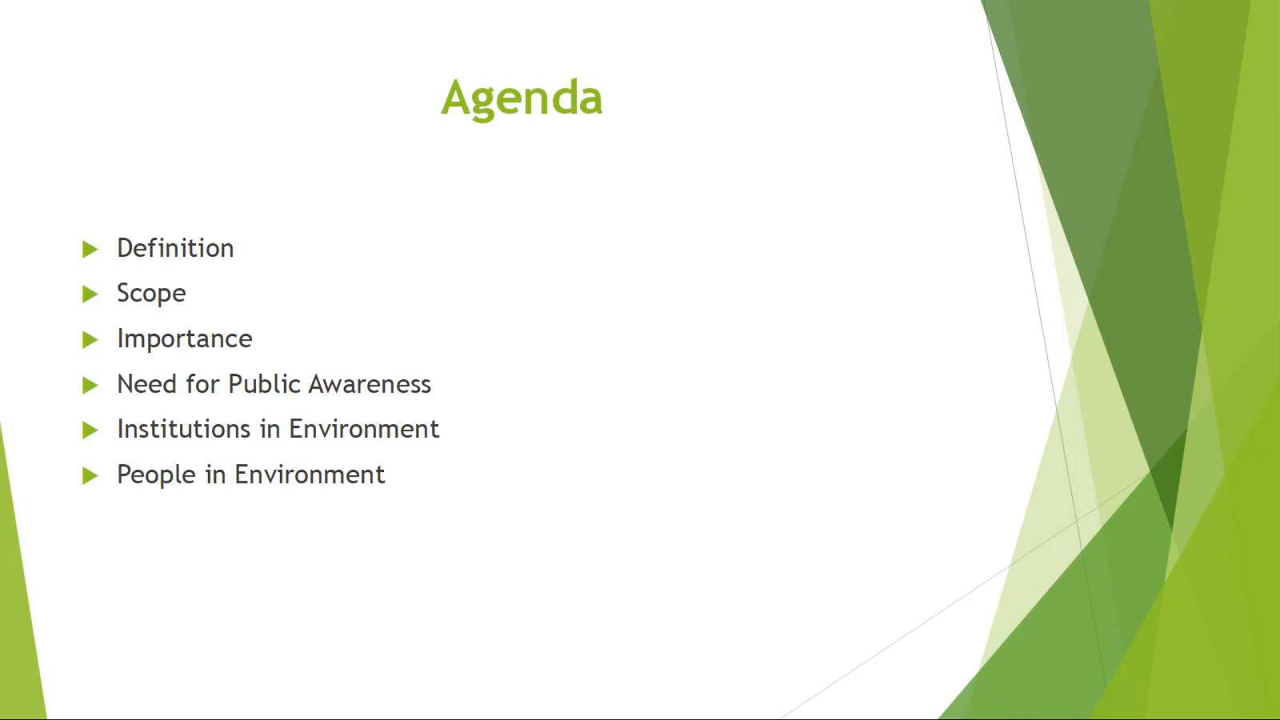 Agenda
Definition
Scope
Importance
Need for Public Awareness
Institutions in Environment
People in Environment